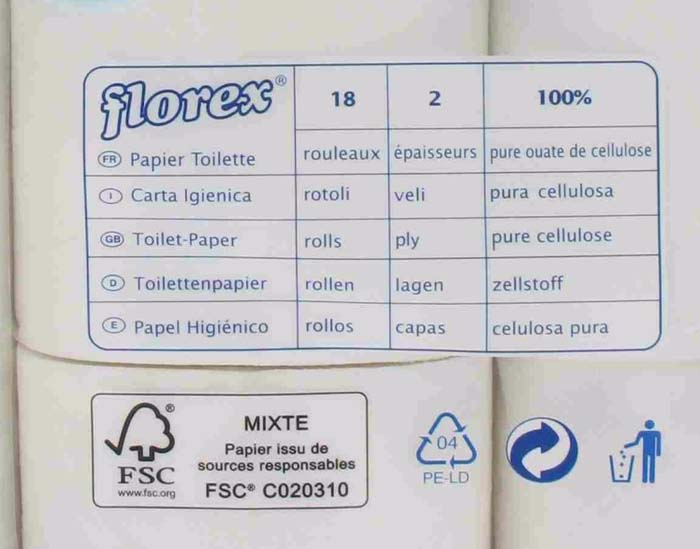 florex® 18 2 100%
FR Papier Toilette rouleaux épaisseurs pure ouate de cellulose
I Carta Igienica rotoli veli pura cellulosa
GB Toilet-Paper rolls ply pure cellulose
D Toilettenpapier rollen lagen zellstoff
E Papel Higiénico rollos capas celulosa pura
®
FSC
www.fsc.org
MIXTE
Papier issu de
sources responsables
FSC® C020310
04
PE-LD